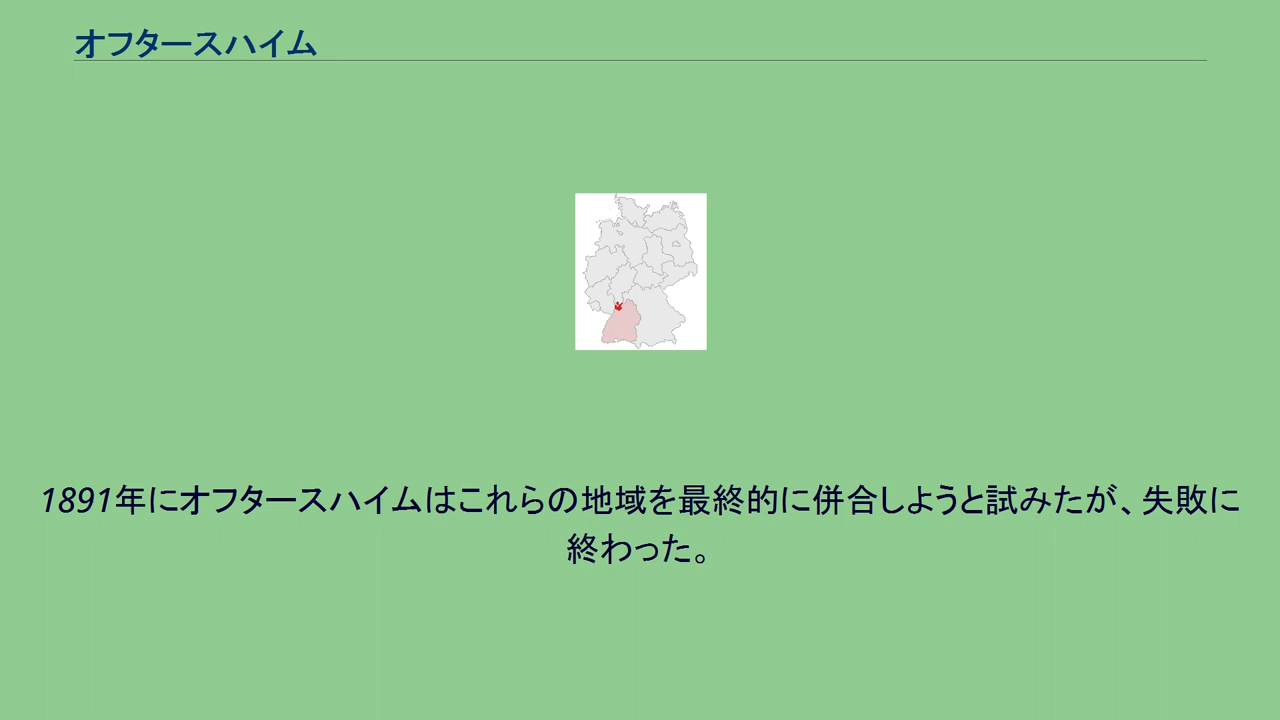 オフタースハイム
1891年にオフタースハイムはこれらの地域を最終的に併合しようと試みたが、失敗に
終わった。